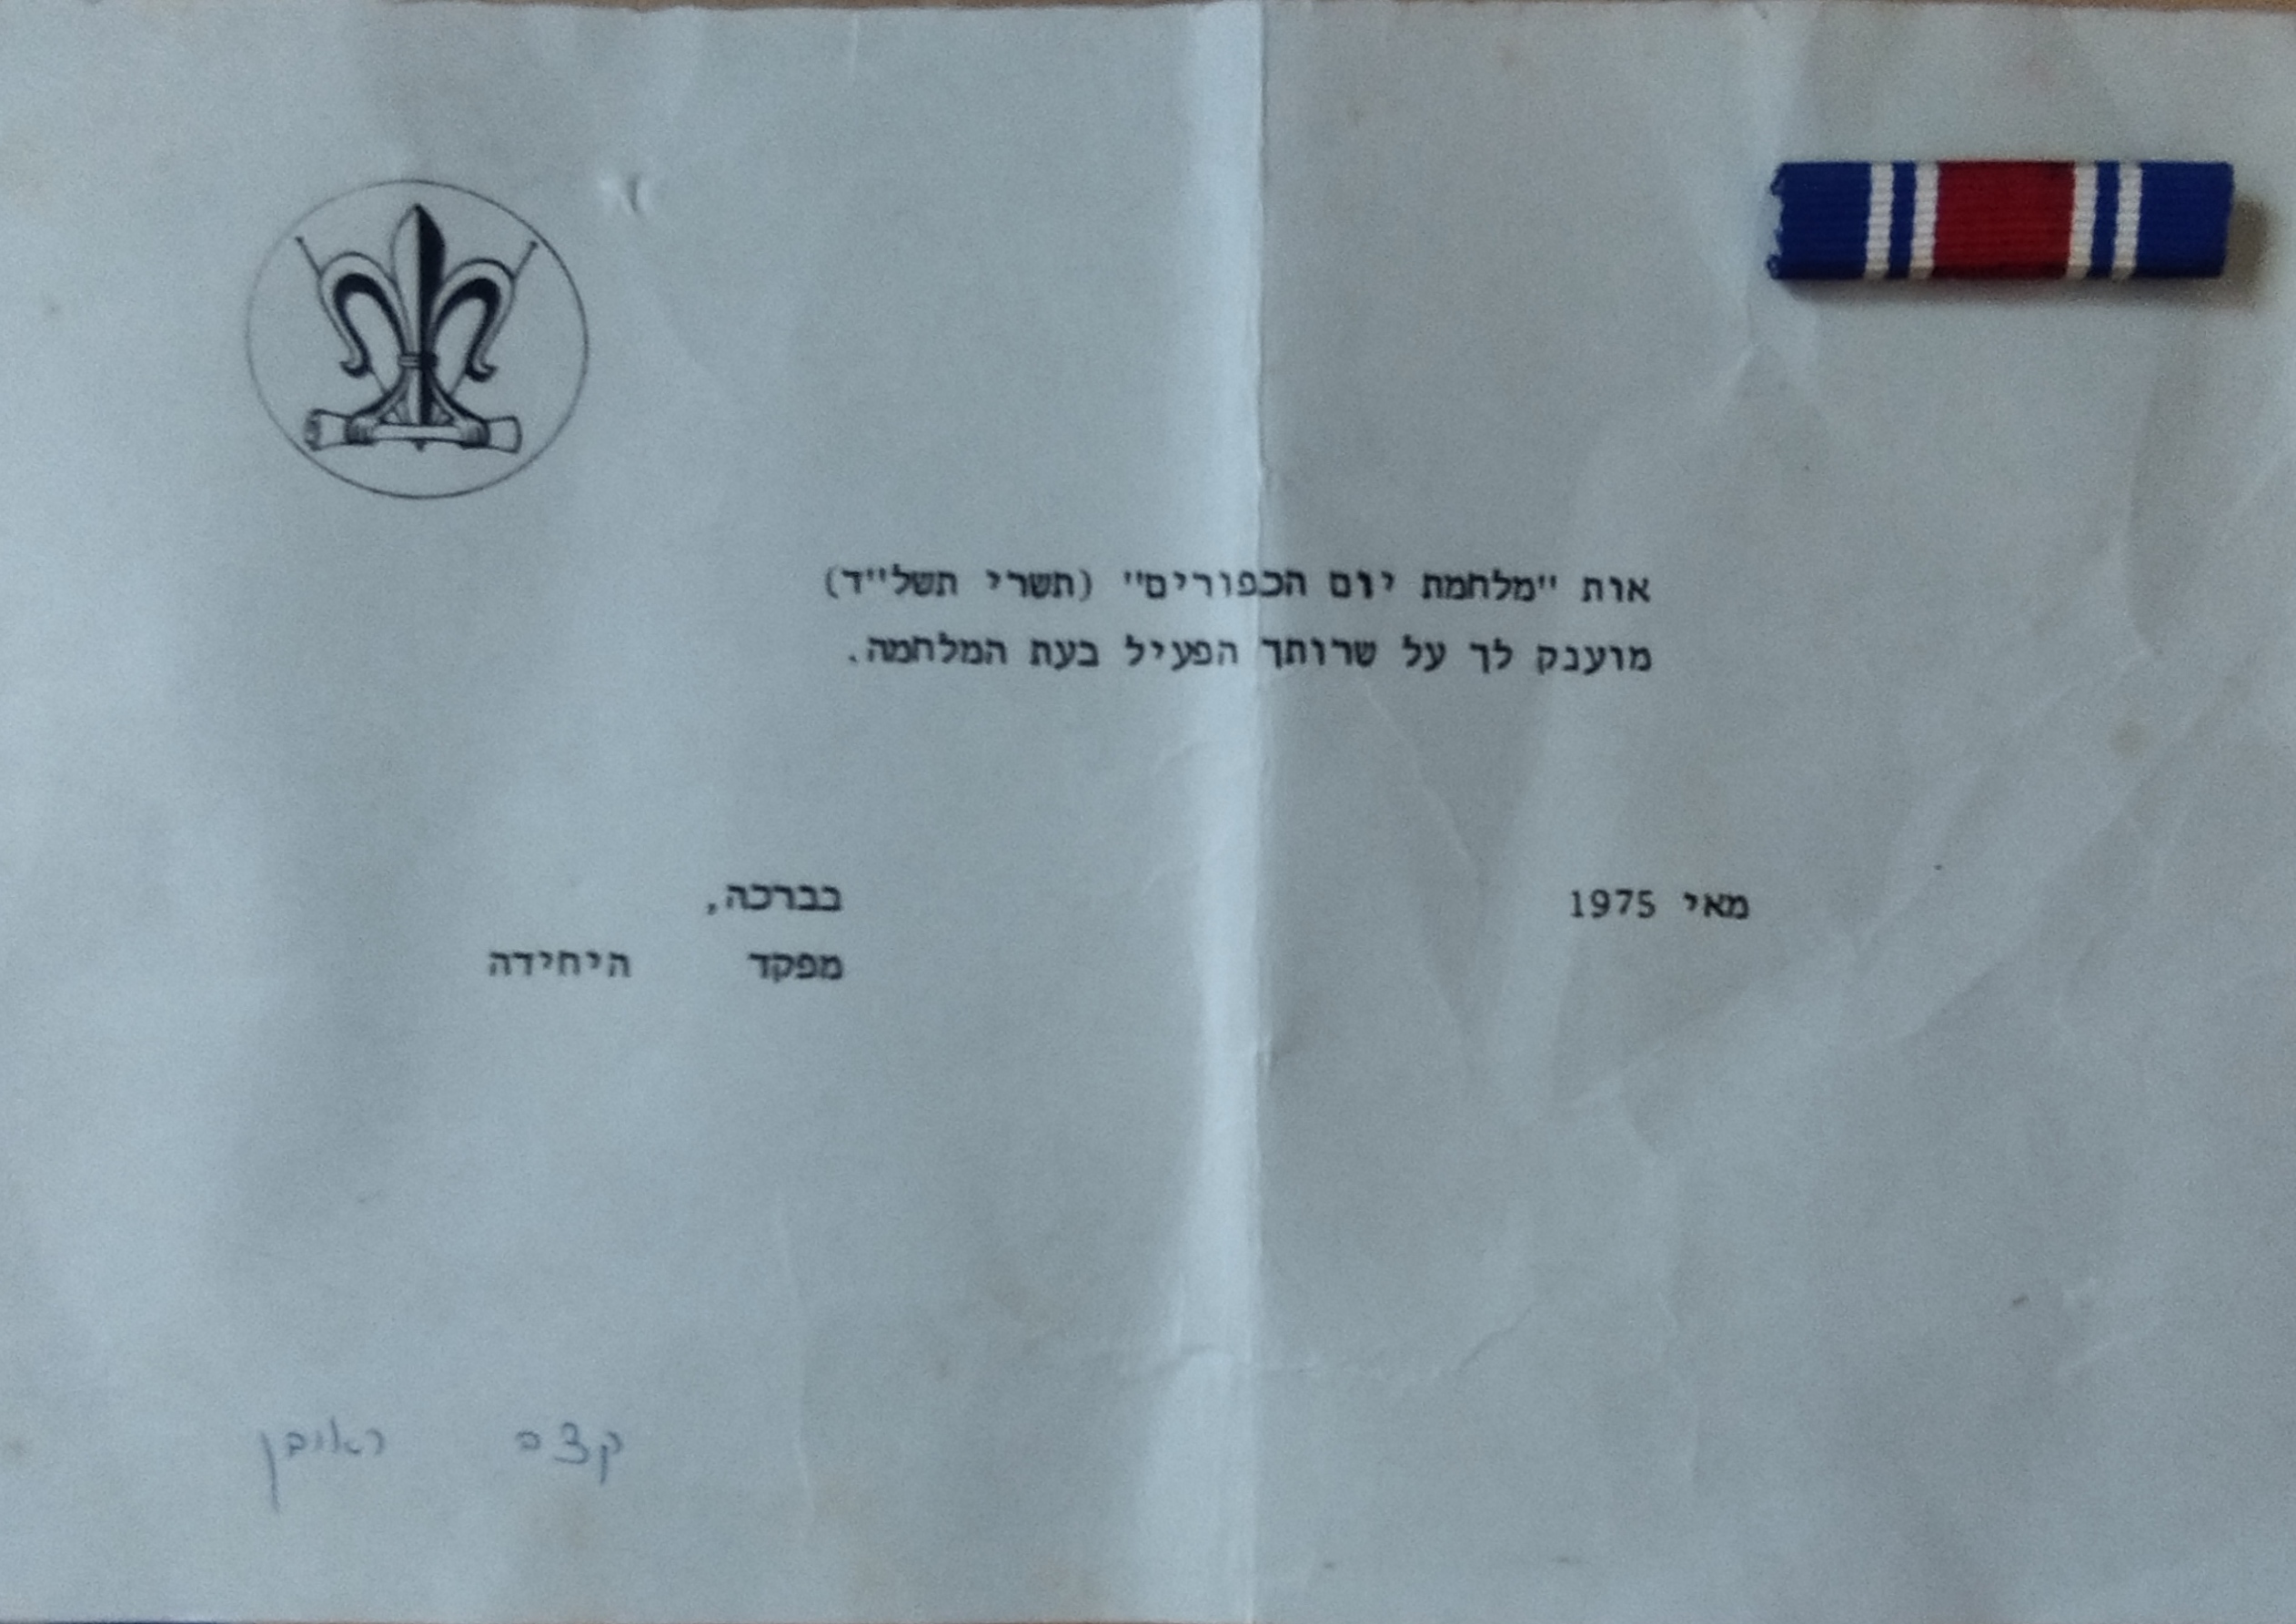 אות "מלחמת יום הכפורים" (תשרי תשל"ד)
מוענק לך על שרותך הפעיל בעת המלחמה.
מאי 1975
בברכה,
מפקד היחידה
קצב ראובן